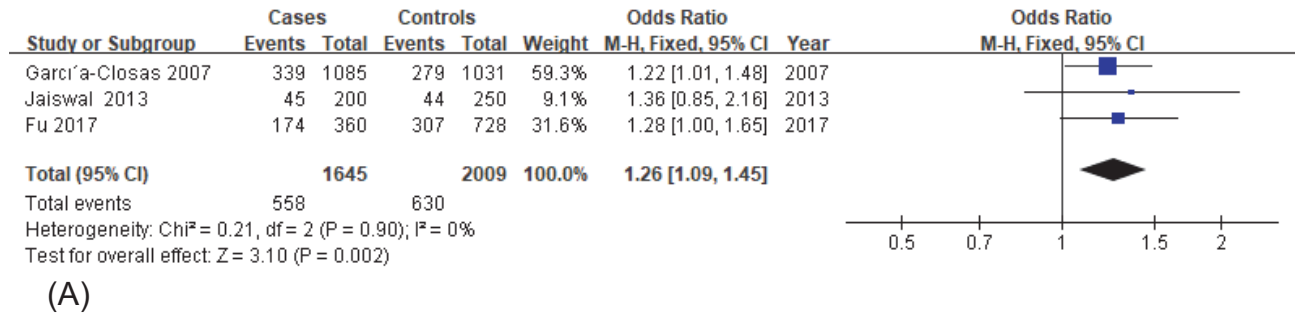 Cases Controls Odds Ratio Odds Ratio
Study or Subgroup Events Total Events Total Weight M-H, Fixed, 95% CI Year M-H, Fixed, 95% CI
Garcı´a-Closas 2007 339 1085 279 1031 59.3% 1.22 [1.01, 1.48] 2007
Jaiswal 2013 45 200 44 250 9.1% 1.36 [0.85, 2.16] 2013
Fu 2017 174 360 307 728 31.6% 1.28 [1.00, 1.65] 2017
Total (95% CI) 1645 2009 100.0% 1.26 [1.09, 1.45]
Total events 558 630
Heterogeneity: Chi² = 0.21, df = 2 (P = 0.90); I² = 0%
Test for overall effect: Z = 3.10 (P = 0.002)
0.5 0.7 1 1.5 2
(A)